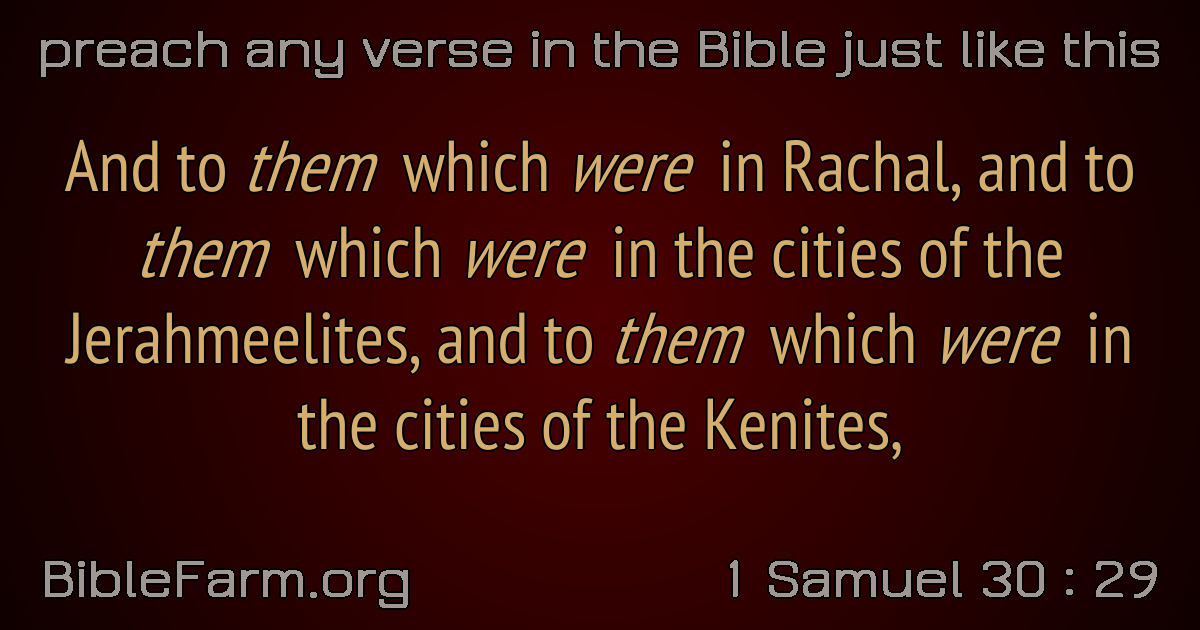 preach any verse in the Bible just like this
And to them which were in Rachal, and to
them which were in the cities of the
Jerahmeelites, and to them which were in
the cities of the Kenites,
BibleFarm.org
1 Samuel 30 : 29